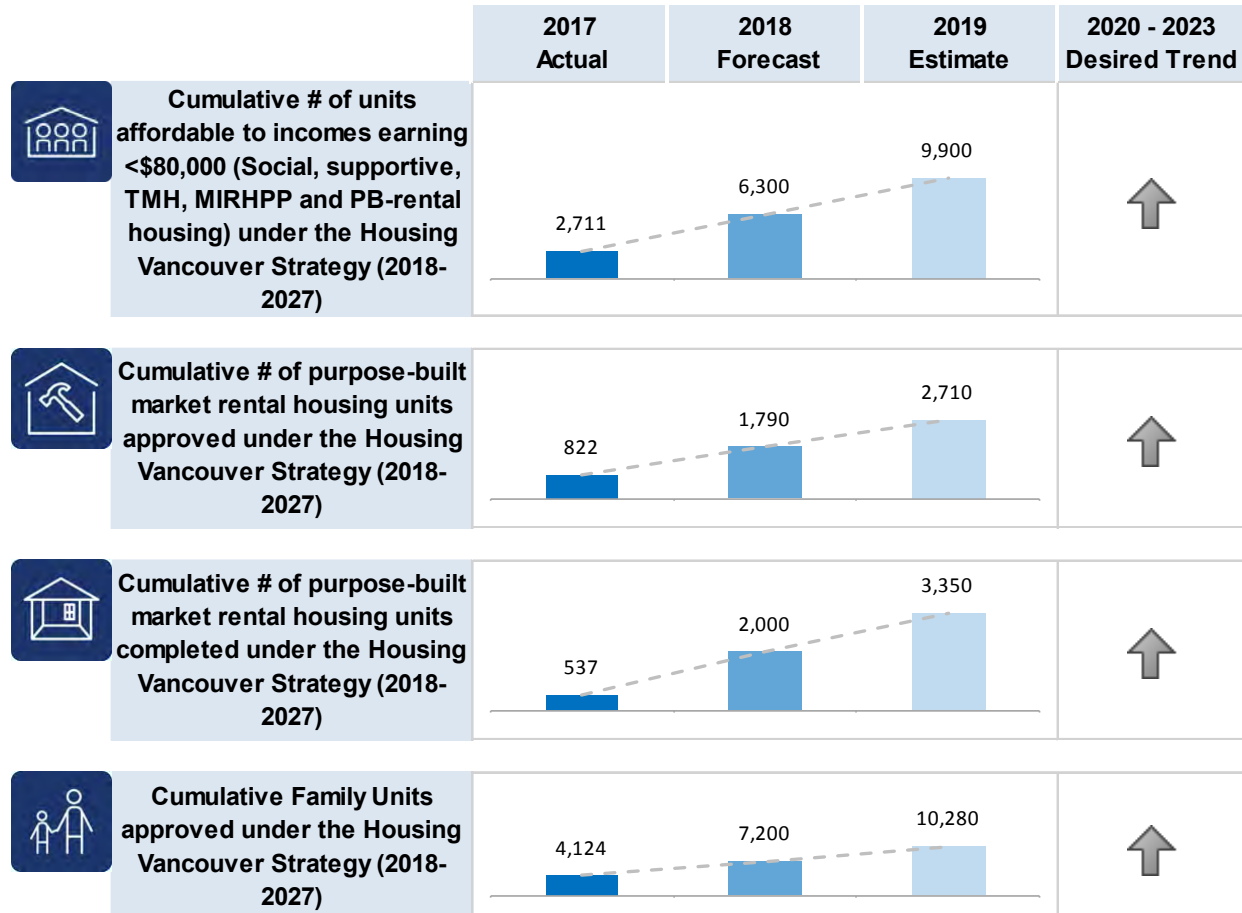 2017
Actual
2018
Forecast
2019
Estimate
2020 - 2023
Desired Trend
Cumulative # of units
affordable to incomes earning
<$80,000 (Social, supportive,
TMH, MIRHPP and PB-rental
housing) under the Housing
Vancouver Strategy (2018-
2027)
2,711
6,300
9,900
Cumulative # of purpose-built
market rental housing units
approved under the Housing
Vancouver Strategy (2018-
2027)
822
1,790
2,710
Cumulative # of purpose-built
market rental housing units
completed under the Housing
Vancouver Strategy (2018-
2027)
537
2,000
3,350
Cumulative Family Units
approved under the Housing
Vancouver Strategy (2018-
2027)
4,124
7,200
10,280